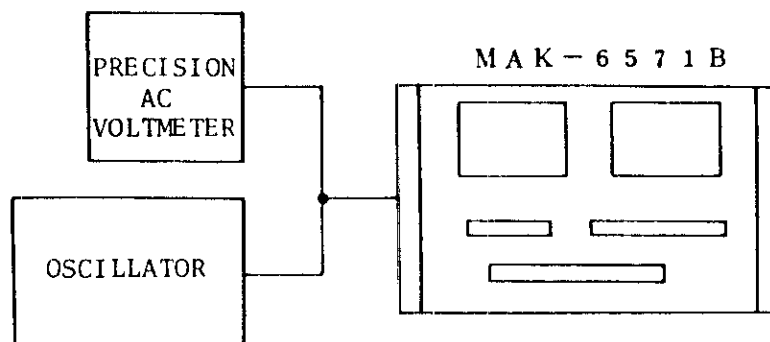 PRECISION
AC
VOLTMETER
MAK-6571B
OSCILLATOR